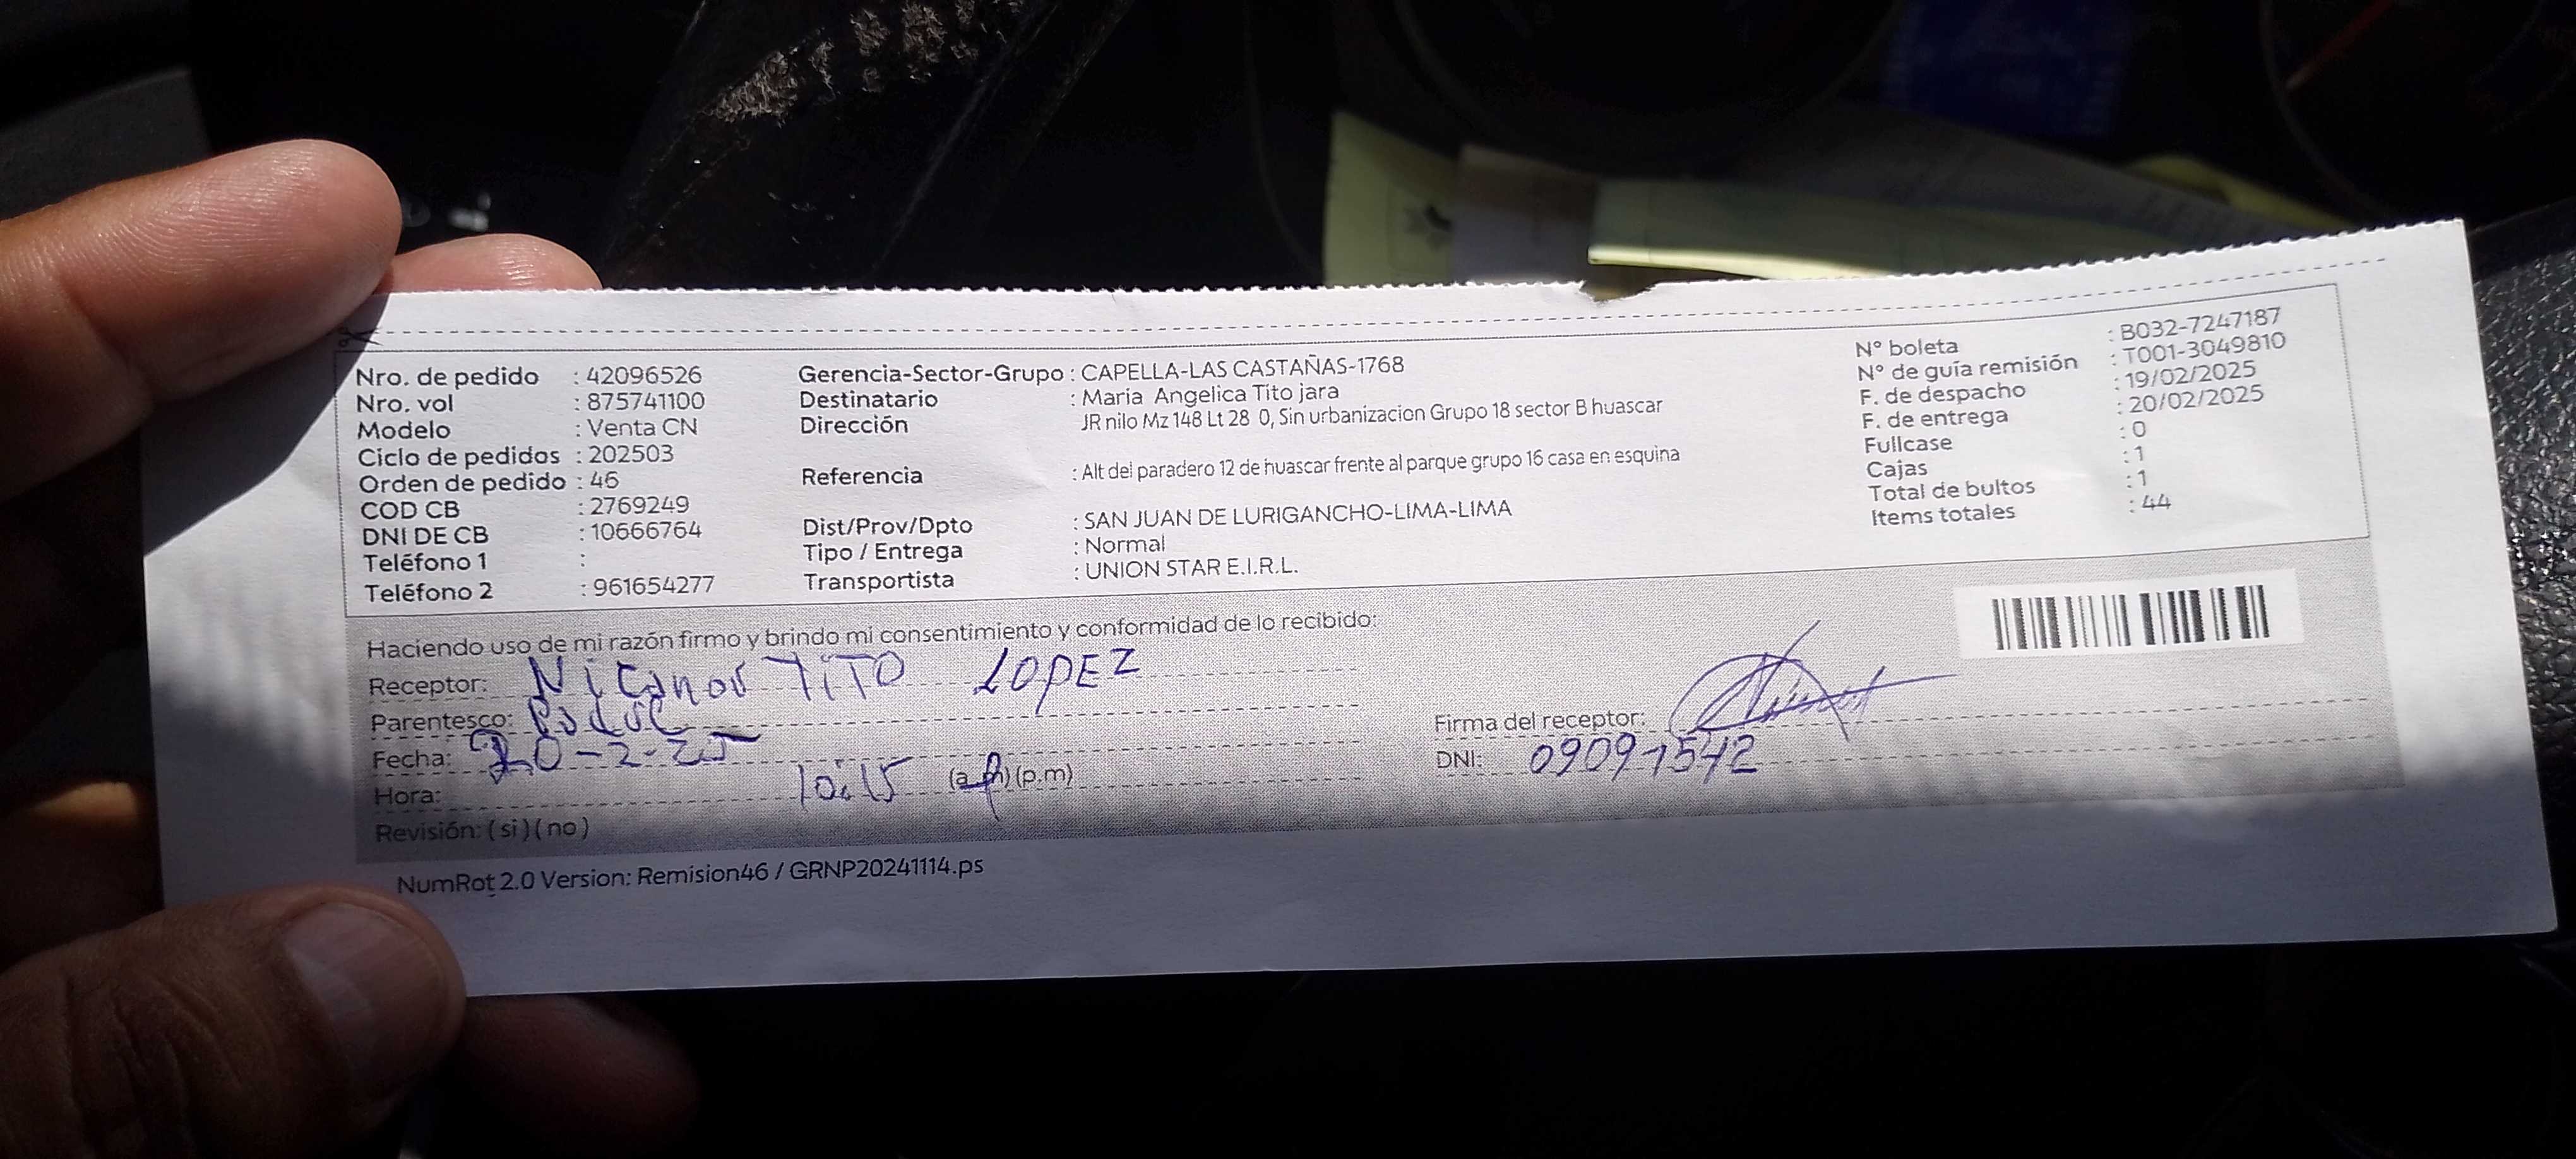 Nro. de pedido : 42096526
Nro. vol : 875741100
Modelo : Venta CN
Ciclo de pedidos : 202503
Orden de pedido : 46
COD CB : 2769249
DNI DE CB : 10666764
Teléfono 1 :
Teléfono 2 : 961654277
Gerencia-Sector-Grupo : CAPELLA-LAS CASTAÑAS-1768
Destinatario : Maria Angelica Tito jara
Dirección JR nilo Mz 148 Lt 28 0, Sin urbanizacion Grupo 18 sector B huascar
Referencia : Alt del paradero 12 de huascar frente al parque grupo 16 casa en esquina
Dist/Prov/Dpto : SAN JUAN DE LURIGANCHO-LIMA-LIMA
Tipo / Entrega : Normal
Transportista : UNION STAR E.I.R.L.
N° boleta : B032-7247187
N° de guía remisión : T001-3049810
F. de despacho : 19/02/2025
F. de entrega : 20/02/2025
Fullcase : 0
Cajas : 1
Total de bultos : 1
Items totales : 44
Haciendo uso de mi razón firmo y brindo mi consentimiento y conformidad de lo recibido:
Receptor: Nicanor TITO LOPEZ
Parentesco: Padre
Fecha: 20-2-25
Hora: 10:15 (a.m) (p.m)
Revisión: ( si ) ( no )
Firma del receptor:
DNI: 09091542
NumRot 2.0 Version: Remision46 / GRNP20241114.ps